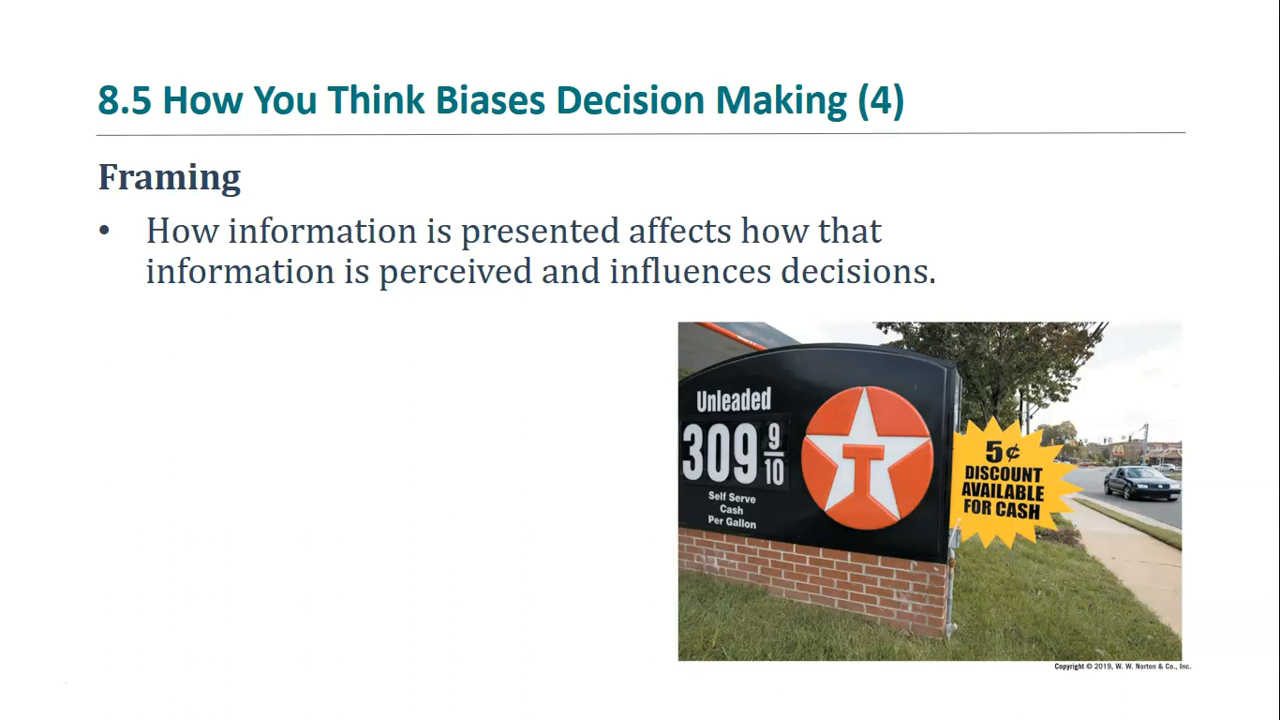 8.5 How You Think Biases Decision Making (4)
Framing
• How information is presented affects how that
information is perceived and influences decisions.
Unleaded
309 9/10
Self Serve
Cash
Per Gallon
T
5¢
DISCOUNT
AVAILABLE
FOR CASH
Copyright © 2019, W. W. Norton & Co., Inc.